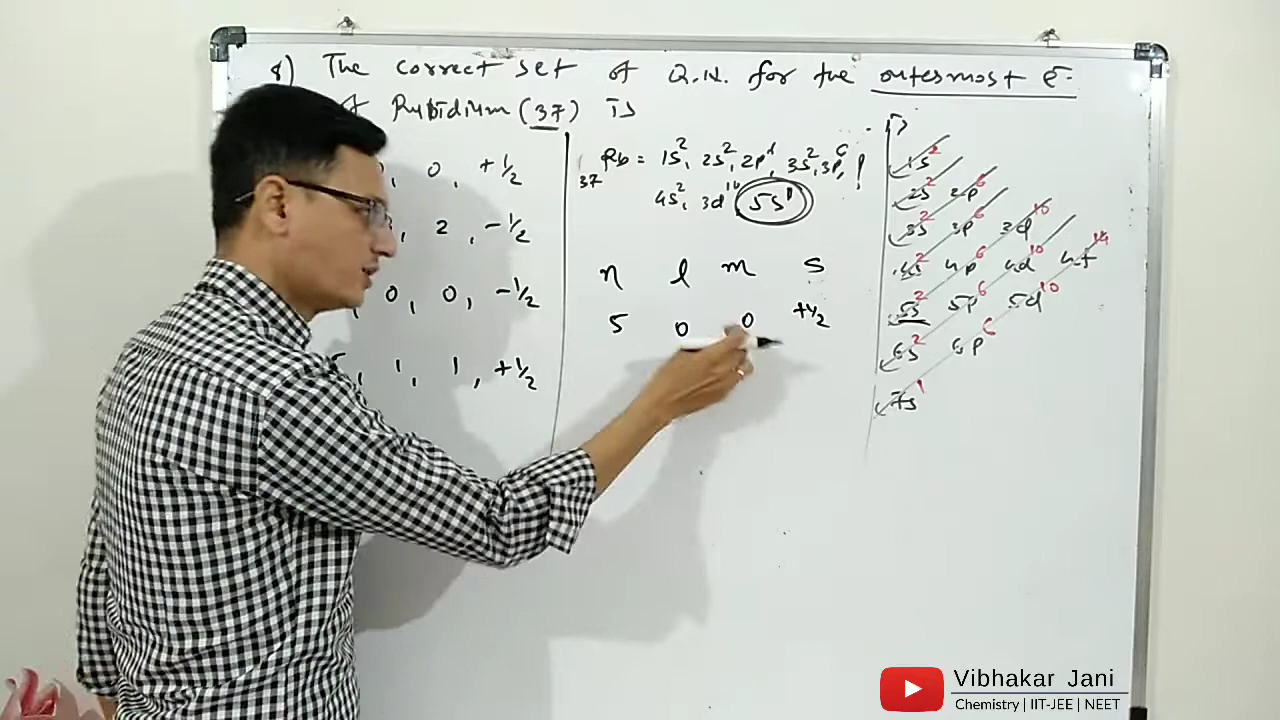 8) The correct set of Q.N. for the outermost e-
of Rubidium (37) is
, 0, +1/2
, 2, -1/2
, 0, 0, -1/2
5, 1, 1, +1/2
37Rb = 1s², 2s², 2p⁶, 3s², 3p⁶,
4s², 3d¹⁰ 5s¹
n l m s
5 0 0 +1/2
1s²
2s² 2p⁶
3s² 3p⁶ 3d¹⁰
4s² 4p⁶ 4d¹⁰ 4f¹⁴
5s² 5p⁶ 5d¹⁰
6s² 6p⁶
7s¹
Vibhakar Jani
Chemistry | IIT-JEE | NEET